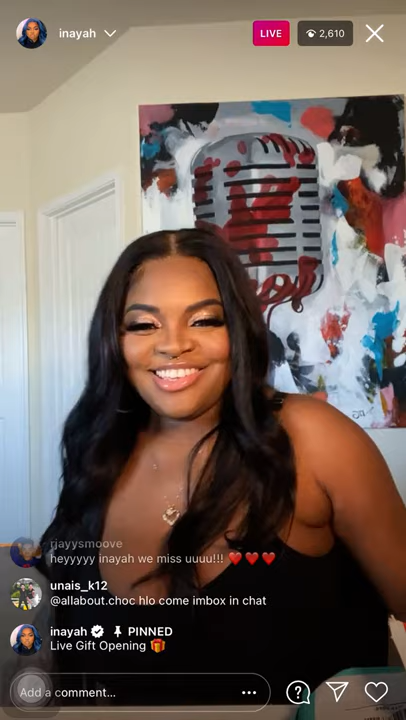 inayah
LIVE
2,610
rjayysmoove
heyyyyy inayah we miss uuuu!!! ❤️❤️❤️
unais_k12
@allabout.choc hlo come imbox in chat
inayah PINNED
Live Gift Opening 🎁
Add a comment...